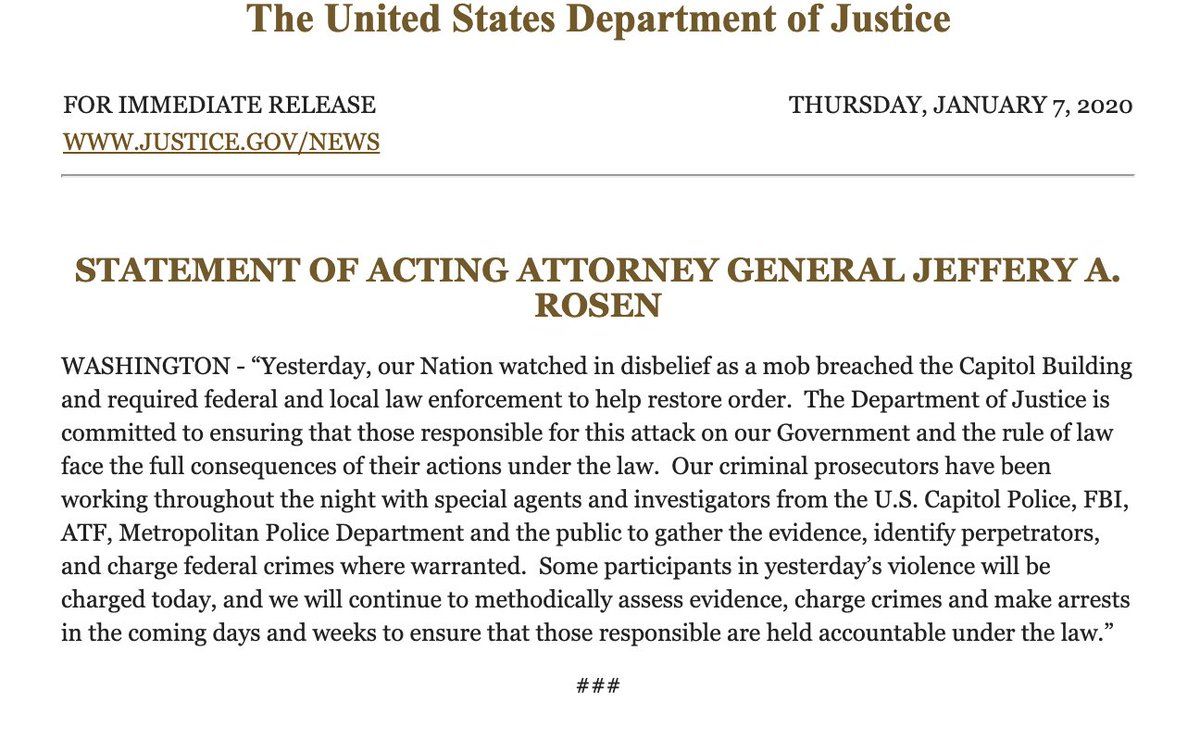 The United States Department of Justice
FOR IMMEDIATE RELEASE
THURSDAY, JANUARY 7, 2020
WWW.JUSTICE.GOV/NEWS
STATEMENT OF ACTING ATTORNEY GENERAL JEFFERY A.
ROSEN
WASHINGTON - “Yesterday, our Nation watched in disbelief as a mob breached the Capitol Building
and required federal and local law enforcement to help restore order.  The Department of Justice is
committed to ensuring that those responsible for this attack on our Government and the rule of law
face the full consequences of their actions under the law.  Our criminal prosecutors have been
working throughout the night with special agents and investigators from the U.S. Capitol Police, FBI,
ATF, Metropolitan Police Department and the public to gather the evidence, identify perpetrators,
and charge federal crimes where warranted.  Some participants in yesterday’s violence will be
charged today, and we will continue to methodically assess evidence, charge crimes and make arrests
in the coming days and weeks to ensure that those responsible are held accountable under the law.”
###